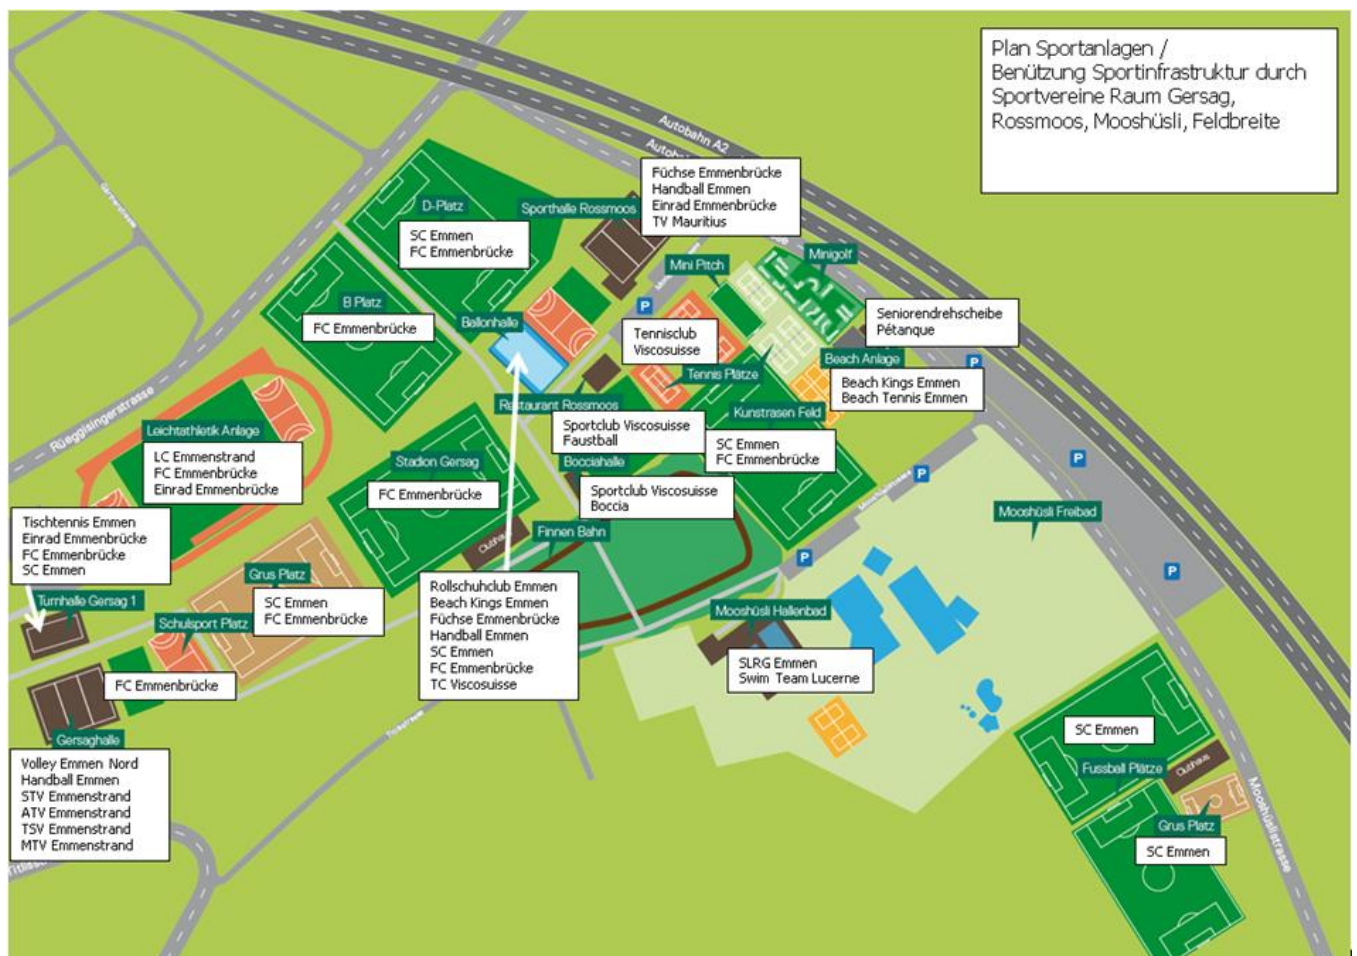 Plan Sportanlagen /
Benützung Sportinfrastruktur durch
Sportvereine Raum Gersag,
Rossmoos, Mooshüsli, Feldbreite
Autobahn A2
Füchse Emmenbrücke
Handball Emmen
Einrad Emmenbrücke
TV Mauritius
Sporthalle Rossmoos
D-Platz
SC Emmen
FC Emmenbrücke
Minigolf
Mini Pitch
B Platz
FC Emmenbrücke
Ballonhalle
P
Seniorendrehscheibe
Pétanque
Tennisclub
Viscosuisse
Tennis Plätze
Beach Anlage
P
Beach Kings Emmen
Beach Tennis Emmen
Restaurant Rossmoos
Sportclub Viscosuisse
Faustball
Kunstrasen Feld
SC Emmen
FC Emmenbrücke
Rüeggisingerstrasse
Leichtathletik Anlage
LC Emmenstrand
FC Emmenbrücke
Einrad Emmenbrücke
Stadion Gersag
FC Emmenbrücke
Bocciahalle
Sportclub Viscosuisse
Boccia
P
P
Mooshüsli Freibad
Tischtennis Emmen
Einrad Emmenbrücke
FC Emmenbrücke
SC Emmen
Clubhaus
Finnen Bahn
P
P
Turnhalle Gersag 1
Grus Platz
SC Emmen
FC Emmenbrücke
Schulsport Platz
FC Emmenbrücke
Rollschuhclub Emmen
Beach Kings Emmen
Füchse Emmenbrücke
Handball Emmen
SC Emmen
FC Emmenbrücke
TC Viscosuisse
Mooshüsli Hallenbad
SLRG Emmen
Swim Team Lucerne
Gersaghalle
Volley Emmen Nord
Handball Emmen
STV Emmenstrand
ATV Emmenstrand
TSV Emmenstrand
MTV Emmenstrand
SC Emmen
Fussball Plätze
Clubhaus
Grus Platz
SC Emmen
Mooshüslistrasse